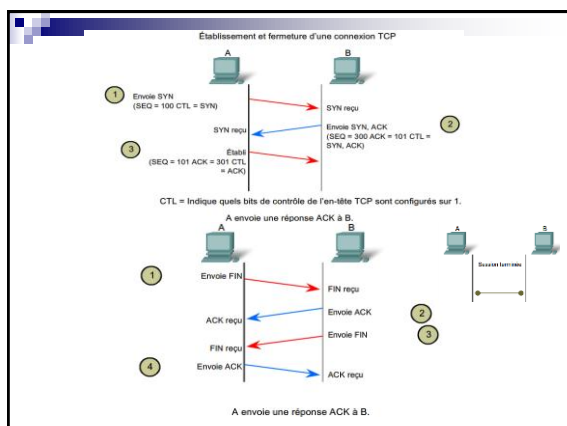 Établissement et fermeture d'une connexion TCP
A
B
1
Envoie SYN
(SEQ = 100 CTL = SYN)
SYN reçu
2
Envoie SYN, ACK
(SEQ = 300 ACK = 101 CTL =
SYN, ACK)
SYN reçu
3
Établi
(SEQ = 101 ACK = 301 CTL
= ACK)
CTL = Indique quels bits de contrôle de l'en-tête TCP sont configurés sur 1.
A envoie une réponse ACK à B.
A
B
1
Envoie FIN
FIN reçu
Envoie ACK
2
ACK reçu
Envoie FIN
3
FIN reçu
4
Envoie ACK
ACK reçu
A envoie une réponse ACK à B.
A
B
Session terminée